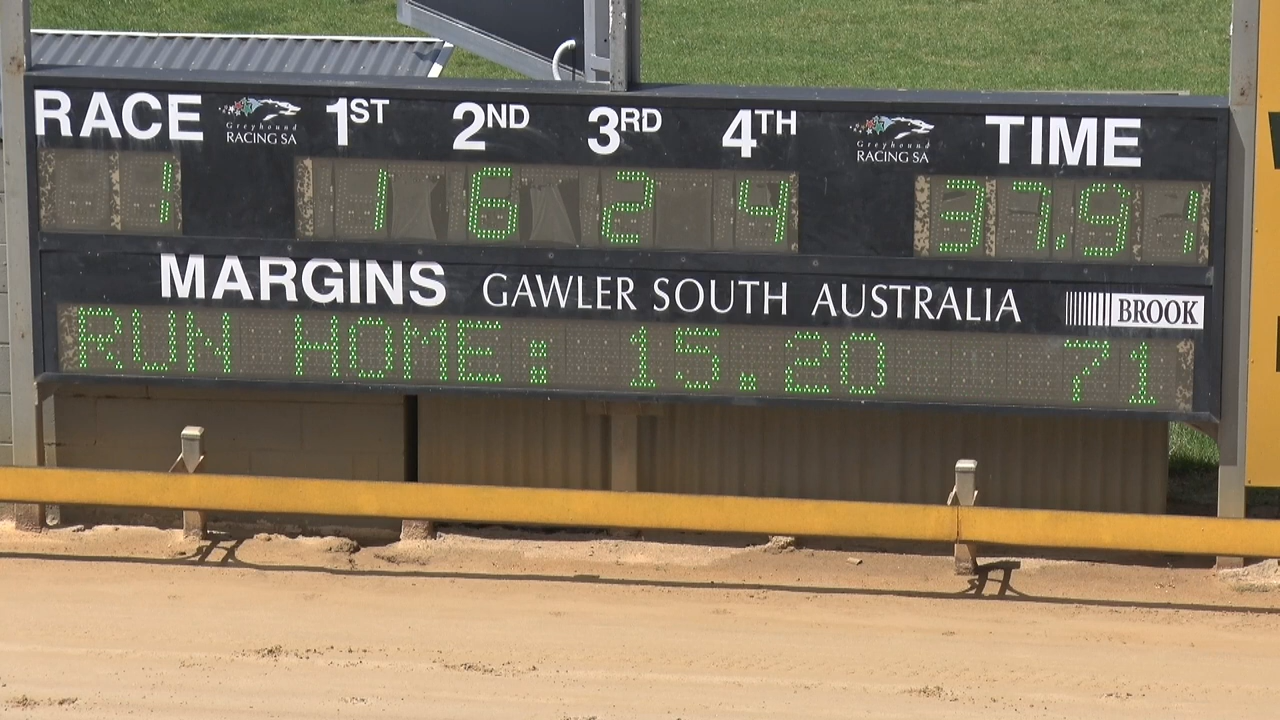 RACE Greyhound RACING SA 1ST 2ND 3RD 4TH Greyhound RACING SA TIME
1 1 6 2 4 37.91
MARGINS GAWLER SOUTH AUSTRALIA BROOK
RUN HOME: 15.20 71